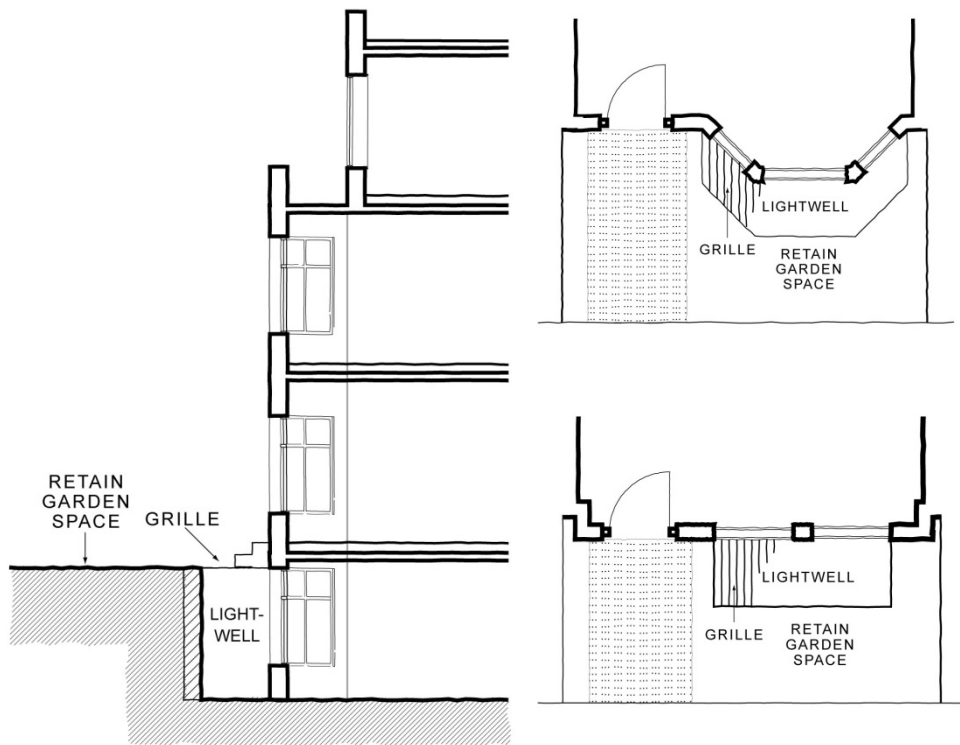 RETAIN
GARDEN
SPACE
GRILLE
LIGHT-
WELL
LIGHTWELL
GRILLE
RETAIN
GARDEN
SPACE
LIGHTWELL
GRILLE
RETAIN
GARDEN
SPACE